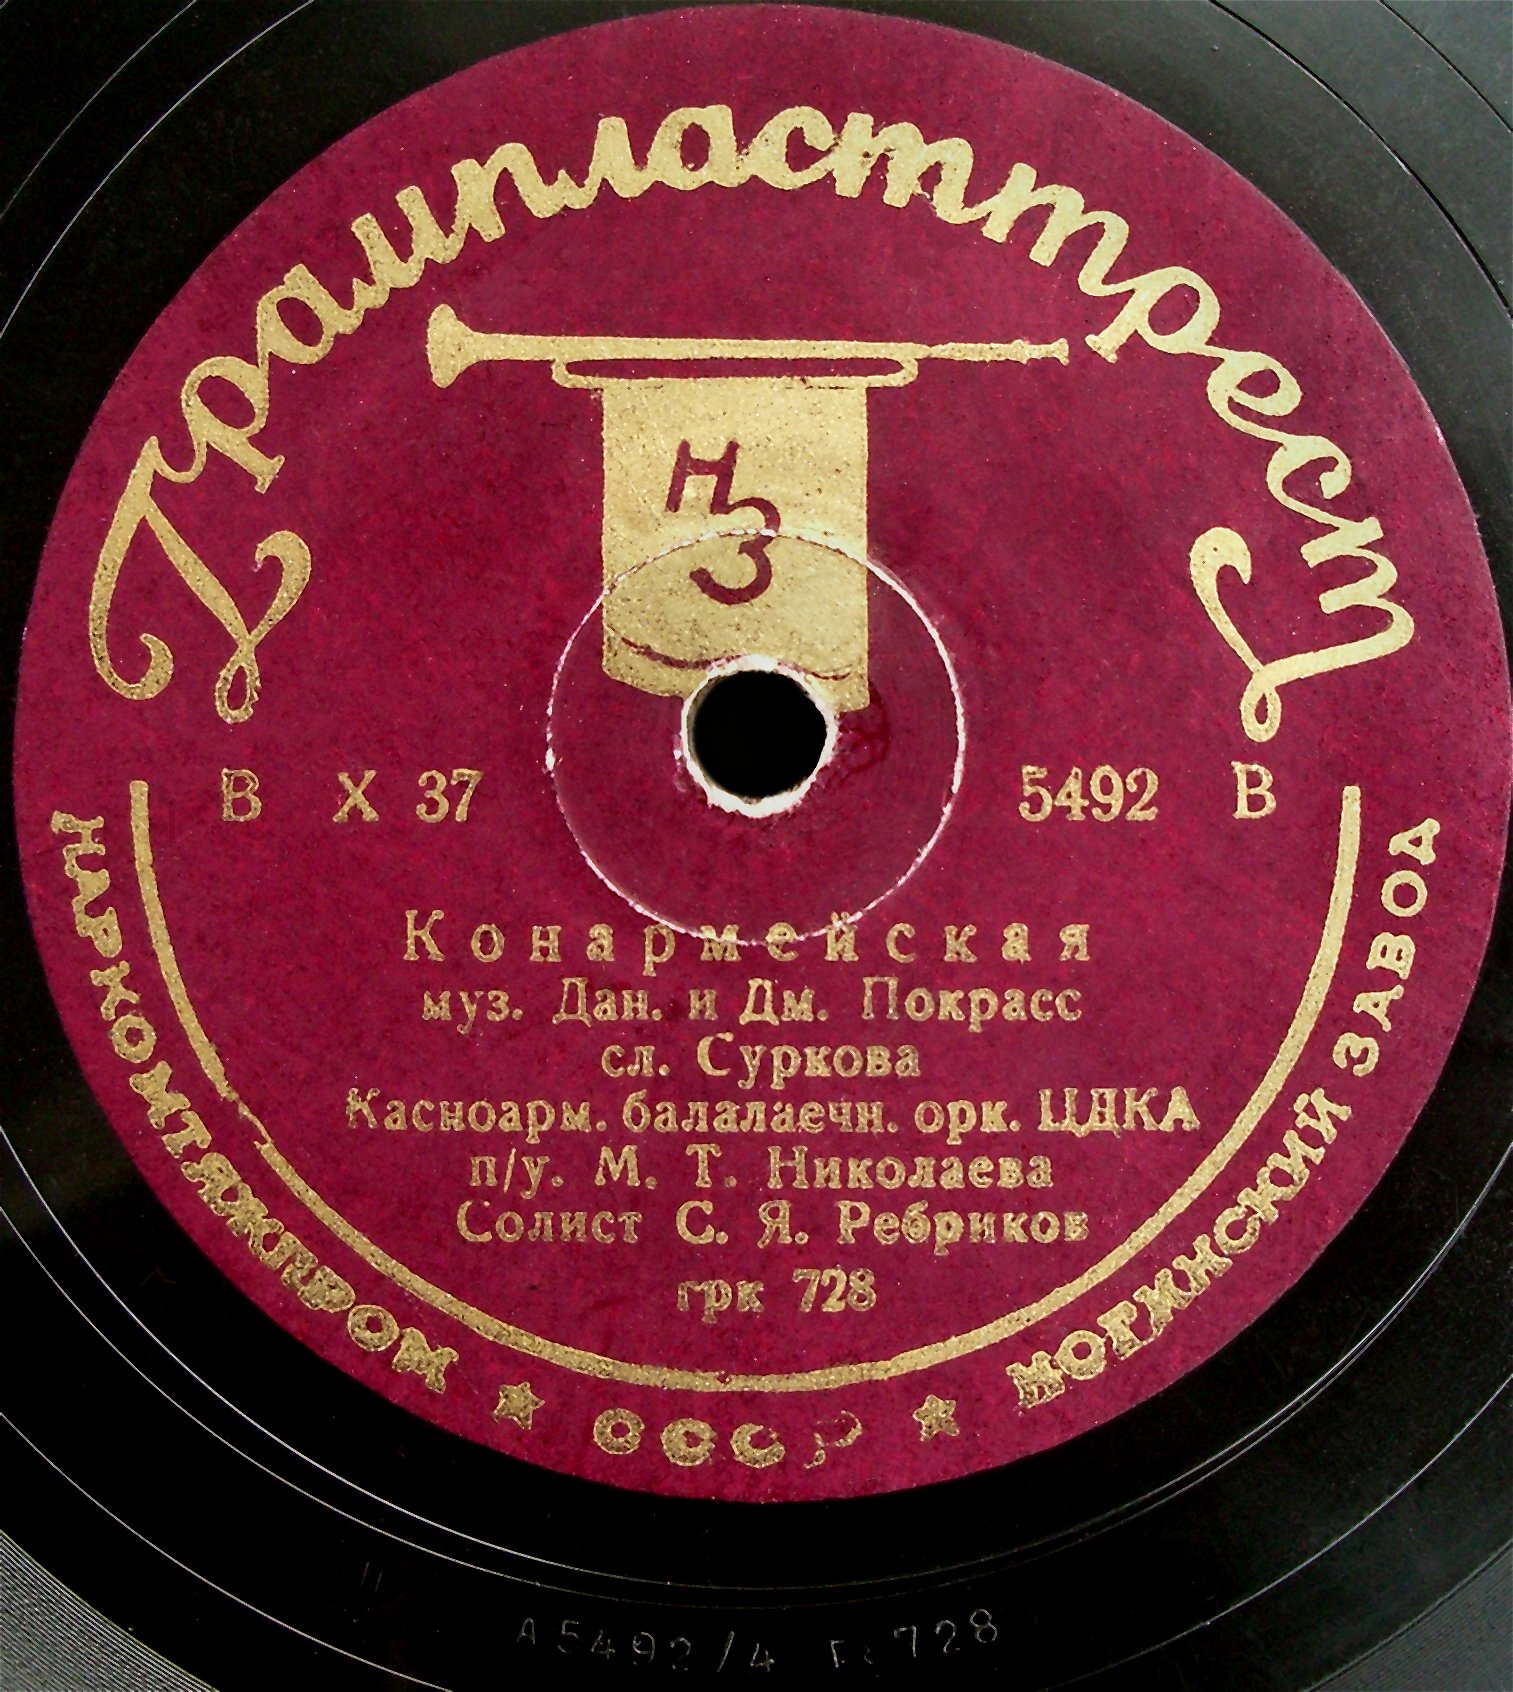 Грампласттрест
НЗ
В Х 37 5492 В
Конармейская
муз. Дан. и Дм. Покрасс
сл. Суркова
Касноарм. балалаечн. орк. ЦДКА
п/у. М. Т. Николаева
Солист С. Я. Ребриков
грк 728
НАРКОМТЯЖПРОМ ★ СССР ★ НОГИНСКИЙ ЗАВОД
А5492/4 728